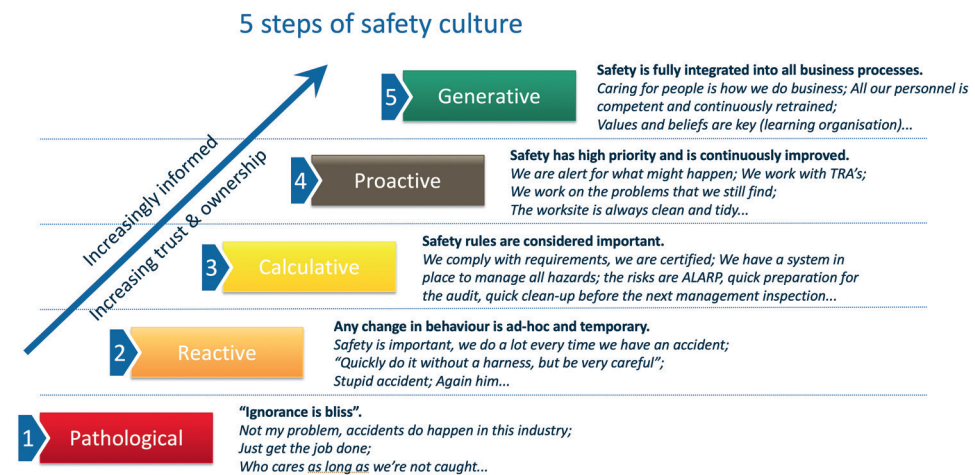 5 steps of safety culture
Increasingly informed
Increasing trust & ownership
5
Generative
Safety is fully integrated into all business processes.
Caring for people is how we do business; All our personnel is
competent and continuously retrained;
Values and beliefs are key (learning organisation)...
4
Proactive
Safety has high priority and is continuously improved.
We are alert for what might happen; We work with TRA’s;
We work on the problems that we still find;
The worksite is always clean and tidy...
3
Calculative
Safety rules are considered important.
We comply with requirements, we are certified; We have a system in
place to manage all hazards; the risks are ALARP, quick preparation for
the audit, quick clean-up before the next management inspection...
2
Reactive
Any change in behaviour is ad-hoc and temporary.
Safety is important, we do a lot every time we have an accident;
“Quickly do it without a harness, but be very careful”;
Stupid accident; Again him...
1
Pathological
“Ignorance is bliss”.
Not my problem, accidents do happen in this industry;
Just get the job done;
Who cares as long as we’re not caught...